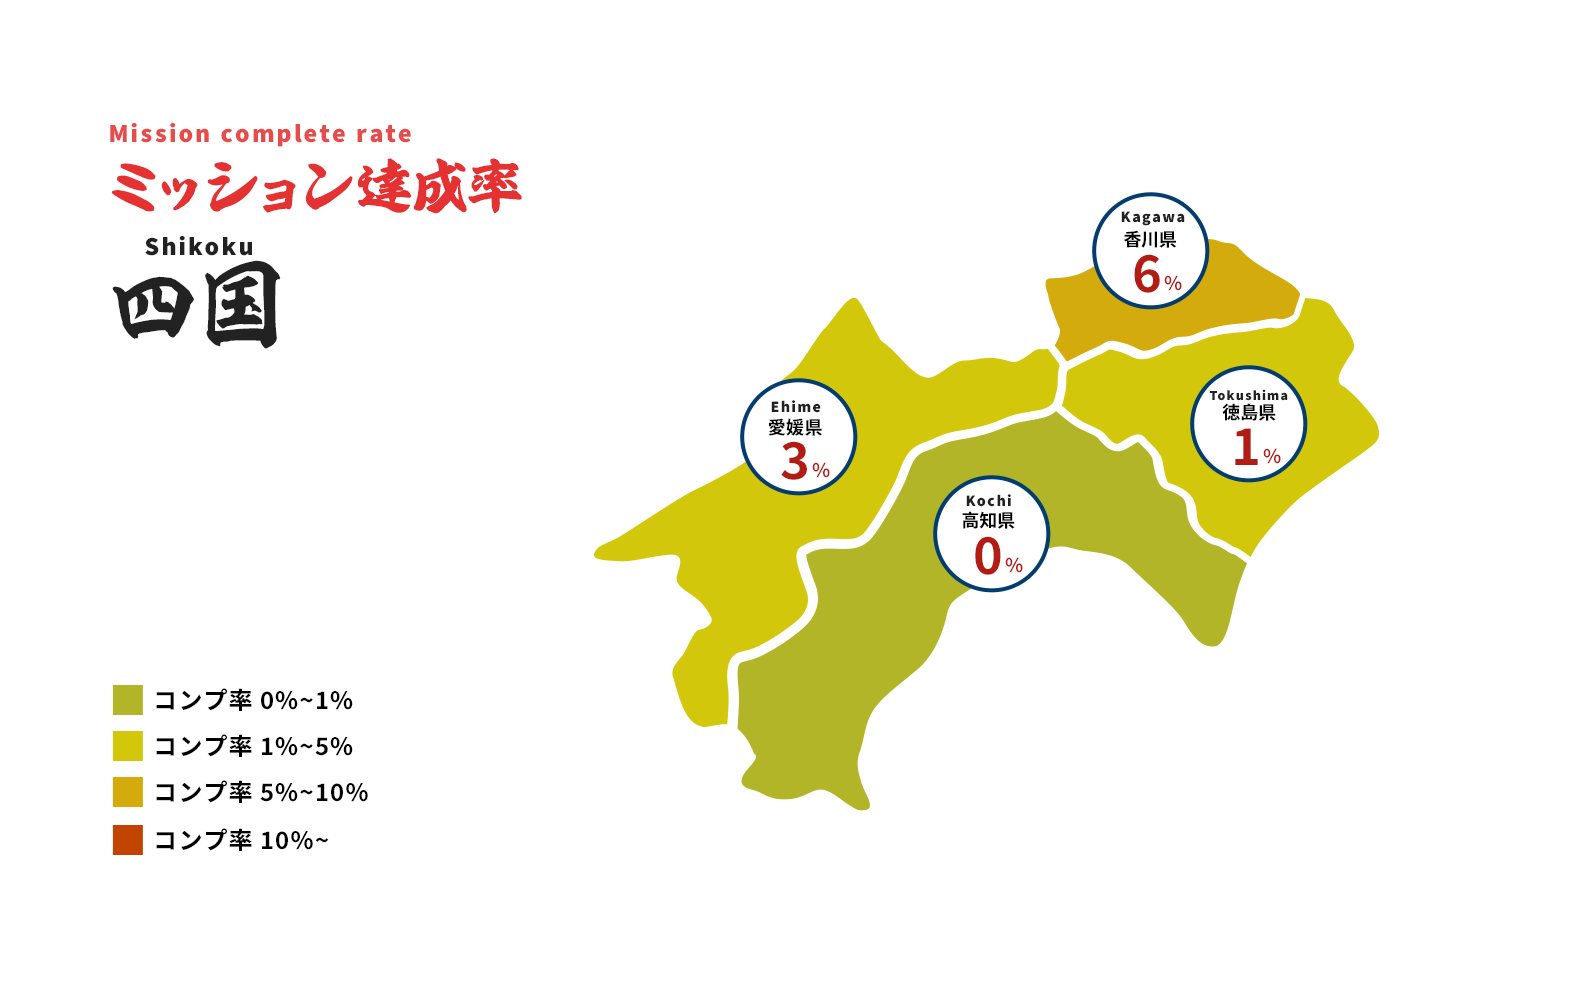 Mission complete rate
ミッション達成率
Shikoku
四国
Kagawa
香川県
6%
Ehime
愛媛県
3%
Tokushima
徳島県
1%
Kochi
高知県
0%
コンプ率 0%~1%
コンプ率 1%~5%
コンプ率 5%~10%
コンプ率 10%~